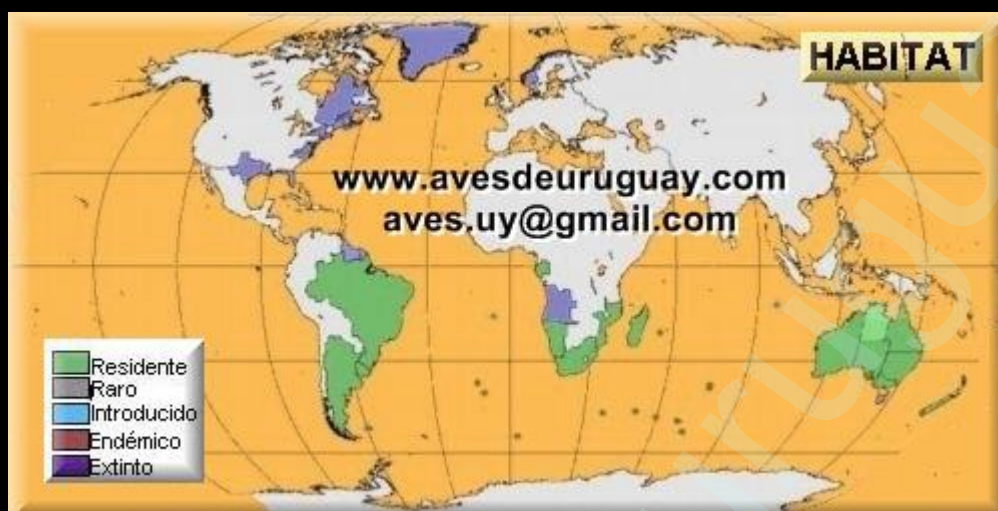 HABITAT
www.avesdeuruguay.com
aves.uy@gmail.com
Residente
Raro
Introducido
Endémico
Extinto